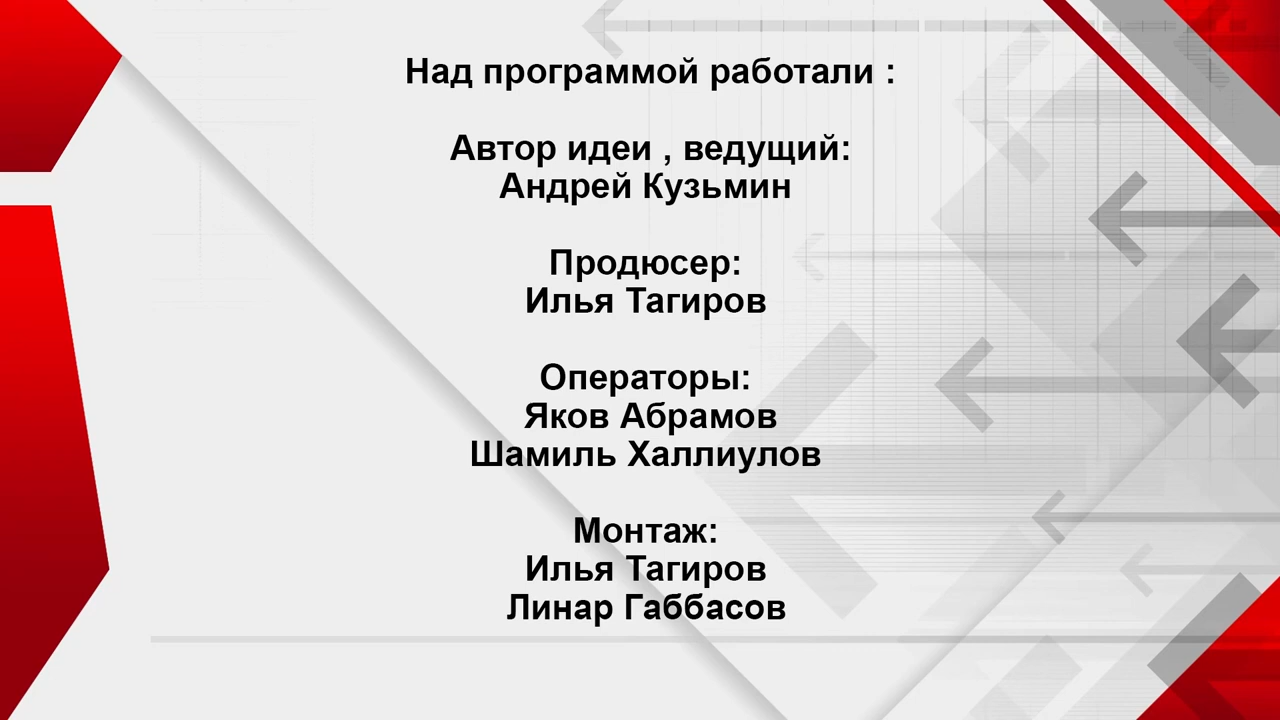 Над программой работали :
Автор идеи , ведущий:
Андрей Кузьмин
Продюсер:
Илья Тагиров
Операторы:
Яков Абрамов
Шамиль Халлиулов
Монтаж:
Илья Тагиров
Линар Габбасов